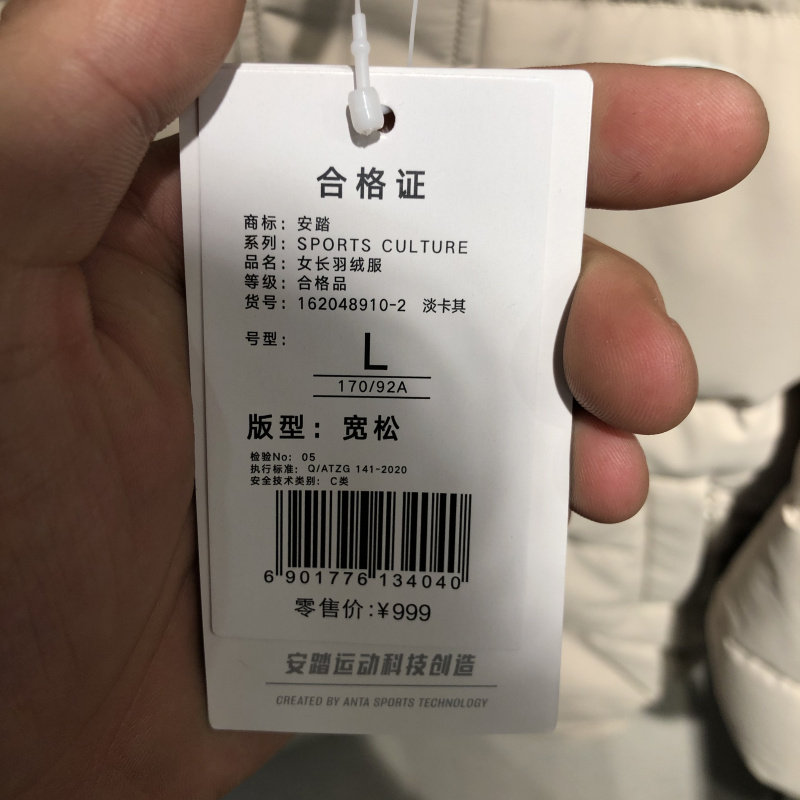 合格证
商标：安踏
系列：SPORTS CULTURE
品名：女长羽绒服
等级：合格品
货号：162048910-2 淡卡其
号型： L
170/92A
版型：宽松
检验No：05
执行标准：Q/ATZG 141-2020
安全技术类别：C类
6 901776 134040
零售价:¥999
安踏运动科技创造
CREATED BY ANTA SPORTS TECHNOLOGY